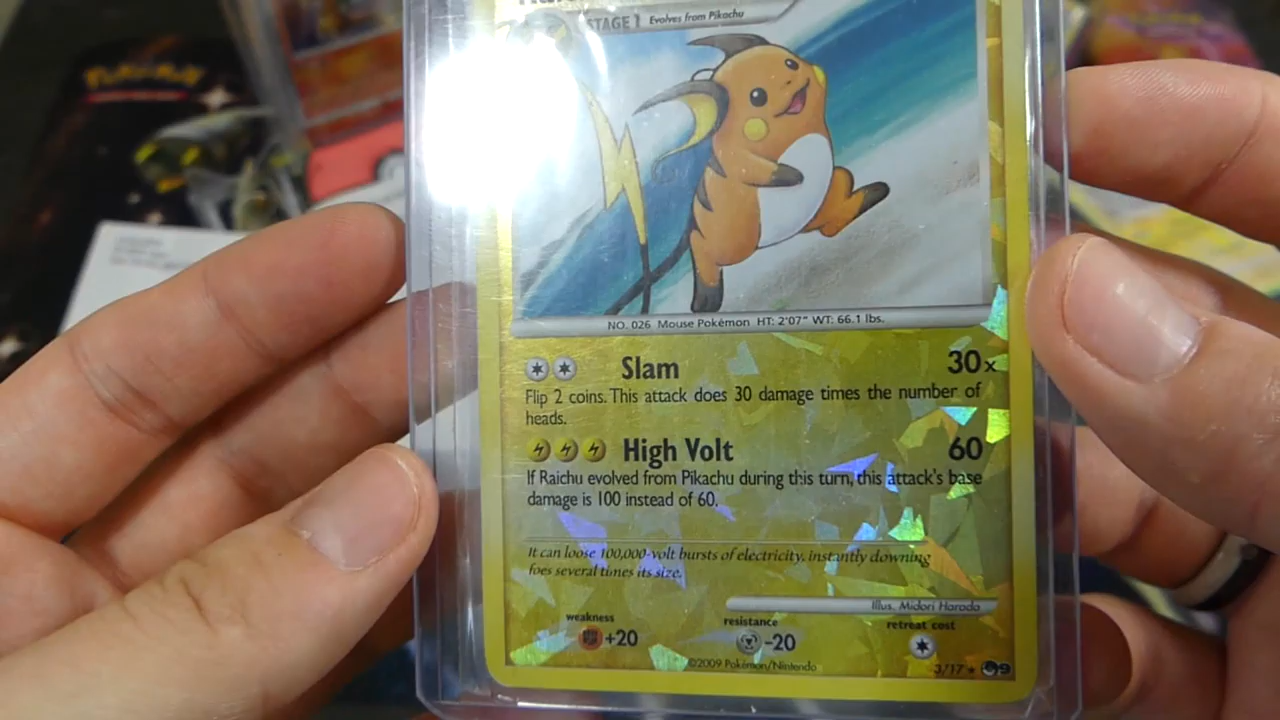 STAGE 1 Evolves from Pikachu
NO. 026 Mouse Pokémon HT: 2'07" WT: 66.1 lbs.
Slam 30x
Flip 2 coins. This attack does 30 damage times the number of
heads.
High Volt 60
If Raichu evolved from Pikachu during this turn, this attack's base
damage is 100 instead of 60.
It can loose 100,000-volt bursts of electricity, instantly downing
foes several times its size.
Illus. Midori Harada
weakness resistance retreat cost
+20 -20
©2009 Pokémon/Nintendo 3/17 ★ 9